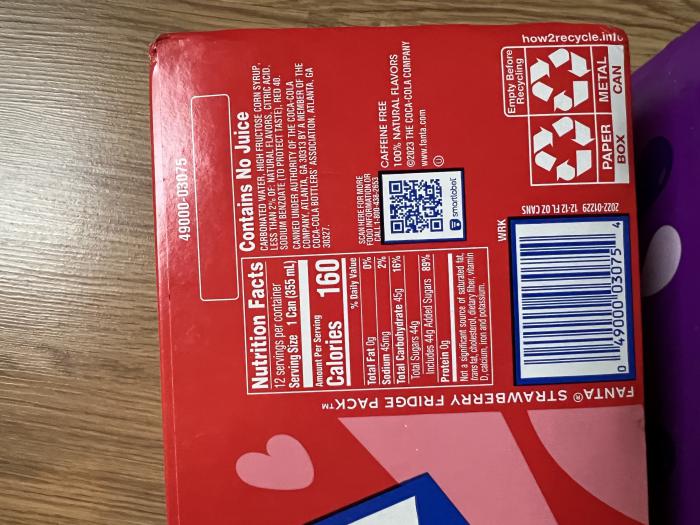 49000-03075
Nutrition Facts
12 servings per container
Serving Size 1 Can (355 mL)
Amount Per Serving
Calories 160
% Daily Value
Total Fat 0g 0%
Sodium 45mg 2%
Total Carbohydrate 45g 16%
Total Sugars 44g
Includes 44g Added Sugars 89%
Protein 0g
Not a significant source of saturated fat,
trans fat, cholesterol, dietary fiber, vitamin
D, calcium, iron and potassium.
Contains No Juice
CARBONATED WATER, HIGH FRUCTOSE CORN SYRUP,
LESS THAN 2% OF: NATURAL FLAVORS, CITRIC ACID,
SODIUM BENZOATE (TO PROTECT TASTE), RED 40.
CANNED UNDER AUTHORITY OF THE COCA-COLA
COMPANY, ATLANTA, GA 30313 BY A MEMBER OF THE
COCA-COLA BOTTLERS' ASSOCIATION, ATLANTA, GA
30327.
SCAN HERE FOR MORE
FOOD INFORMATION OR
CALL 1-800-438-2653
smartlabel
CAFFEINE FREE
100% NATURAL FLAVORS
©2023 THE COCA-COLA COMPANY
www.fanta.com
how2recycle.info
Empty Before
Recycling
PAPER
BOX
METAL
CAN
WRK
2022-01229 12-12 FL OZ CANS
0 49000 03075 4
FANTA® STRAWBERRY FRIDGE PACK™